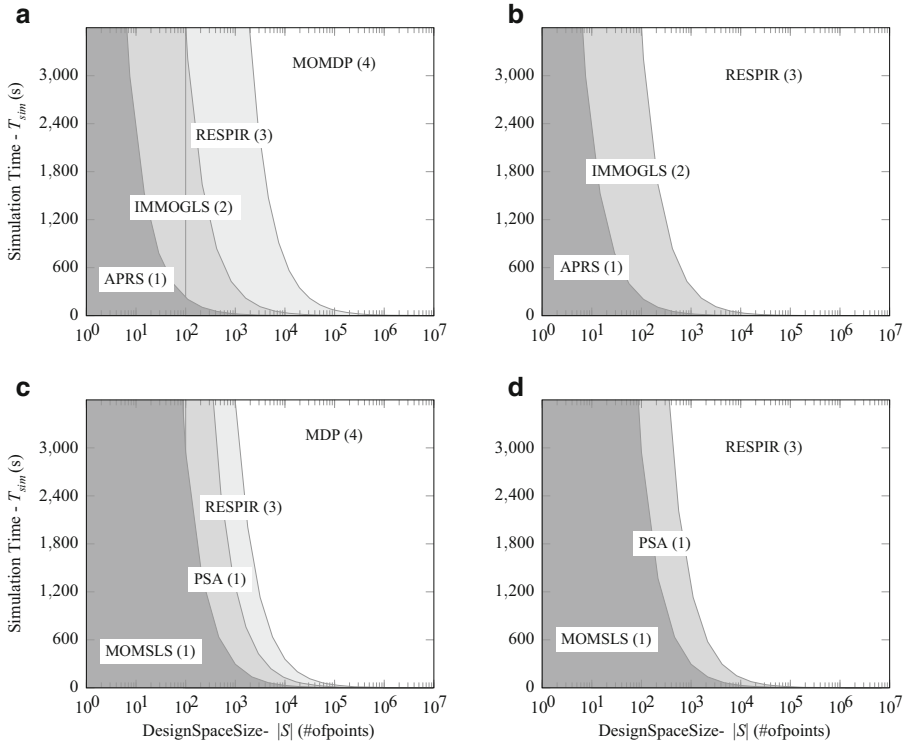 a
b
3,000
2,400
1,800
1,200
600
0
Simulation Time - T_sim (s)
MOMDP (4)
RESPIR (3)
IMMOGLS (2)
APRS (1)
10^0 10^1 10^2 10^3 10^4 10^5 10^6 10^7
3,000
2,400
1,800
1,200
600
0
RESPIR (3)
IMMOGLS (2)
APRS (1)
10^0 10^1 10^2 10^3 10^4 10^5 10^6 10^7
c
d
3,000
2,400
1,800
1,200
600
0
Simulation Time - T_sim (s)
MDP (4)
RESPIR (3)
PSA (1)
MOMSLS (1)
10^0 10^1 10^2 10^3 10^4 10^5 10^6 10^7
DesignSpaceSize- |S| (#ofpoints)
3,000
2,400
1,800
1,200
600
0
RESPIR (3)
PSA (1)
MOMSLS (1)
10^0 10^1 10^2 10^3 10^4 10^5 10^6 10^7
DesignSpaceSize- |S| (#ofpoints)